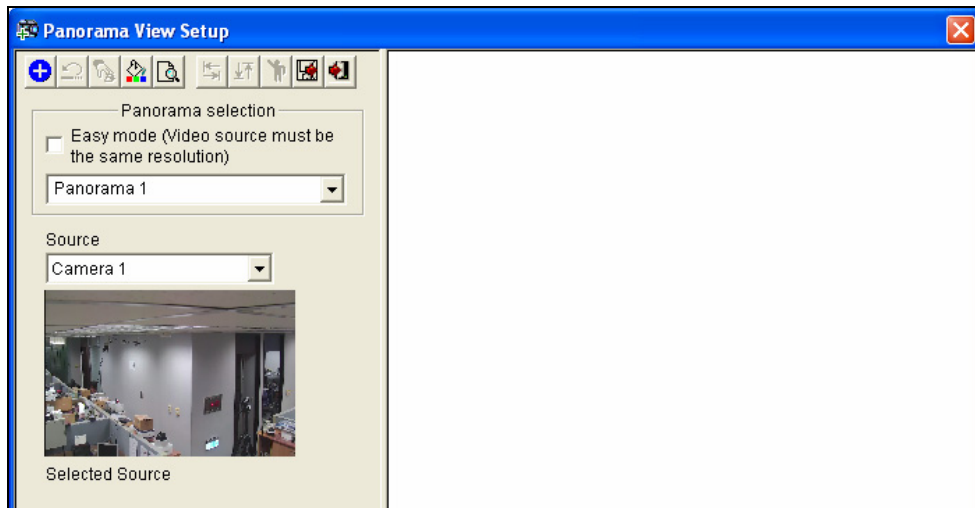 Panorama View Setup
Panorama selection
Easy mode (Video source must be
the same resolution)
Panorama 1
Source
Camera 1
Selected Source